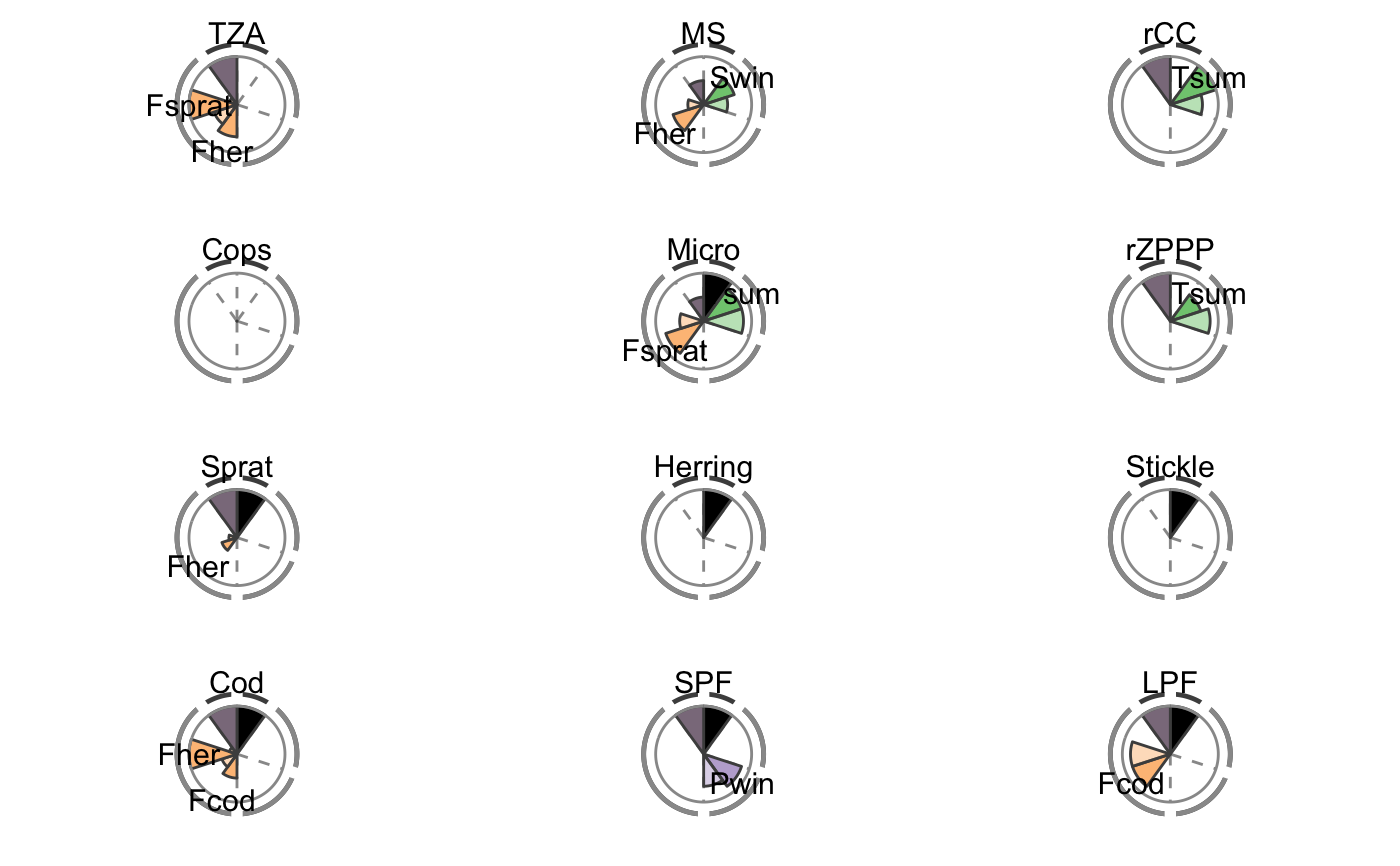 TZA
MS
rCC
Swin
Tsum
Fsprat
Fher
Fher
Cops
Micro
rZPPP
sum
Tsum
Fsprat
Sprat
Herring
Stickle
Fher
Cod
SPF
LPF
Fher
Pwin
Fcod
Fcod